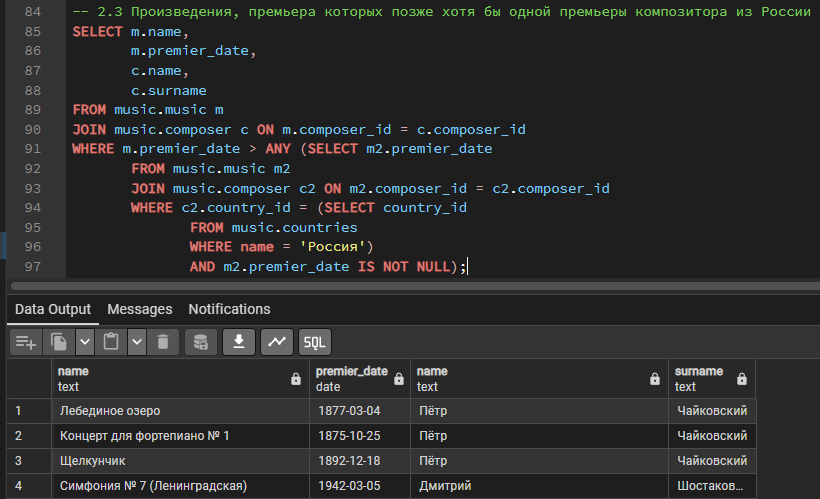 84 -- 2.3 Произведения, премьера которых позже хотя бы одной премьеры композитора из России
85 SELECT m.name,
86 m.premier_date,
87 c.name,
88 c.surname
89 FROM music.music m
90 JOIN music.composer c ON m.composer_id = c.composer_id
91 WHERE m.premier_date > ANY (SELECT m2.premier_date
92 FROM music.music m2
93 JOIN music.composer c2 ON m2.composer_id = c2.composer_id
94 WHERE c2.country_id = (SELECT country_id
95 FROM music.countries
96 WHERE name = 'Россия')
97 AND m2.premier_date IS NOT NULL);
Data Output Messages Notifications
SQL
name premier_date name surname
text date text text
1 Лебединое озеро 1877-03-04 Пётр Чайковский
2 Концерт для фортепиано № 1 1875-10-25 Пётр Чайковский
3 Щелкунчик 1892-12-18 Пётр Чайковский
4 Симфония № 7 (Ленинградская) 1942-03-05 Дмитрий Шостаков...